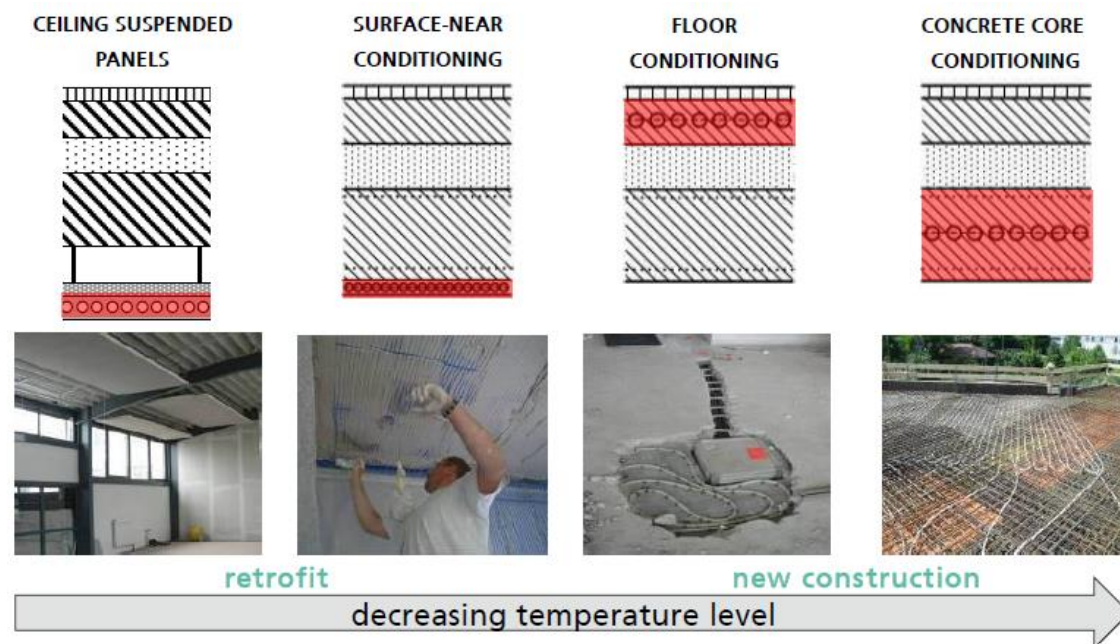 CEILING SUSPENDED
PANELS
SURFACE-NEAR
CONDITIONING
FLOOR
CONDITIONING
CONCRETE CORE
CONDITIONING
retrofit
new construction
decreasing temperature level